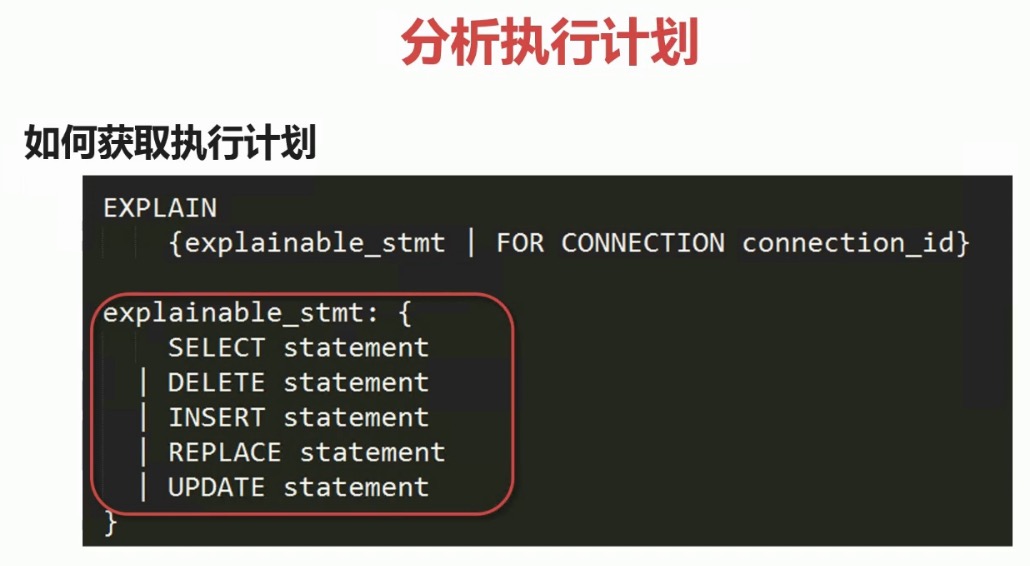 分析执行计划
如何获取执行计划
EXPLAIN
{explainable_stmt | FOR CONNECTION connection_id}
explainable_stmt: {
SELECT statement
| DELETE statement
| INSERT statement
| REPLACE statement
| UPDATE statement
}